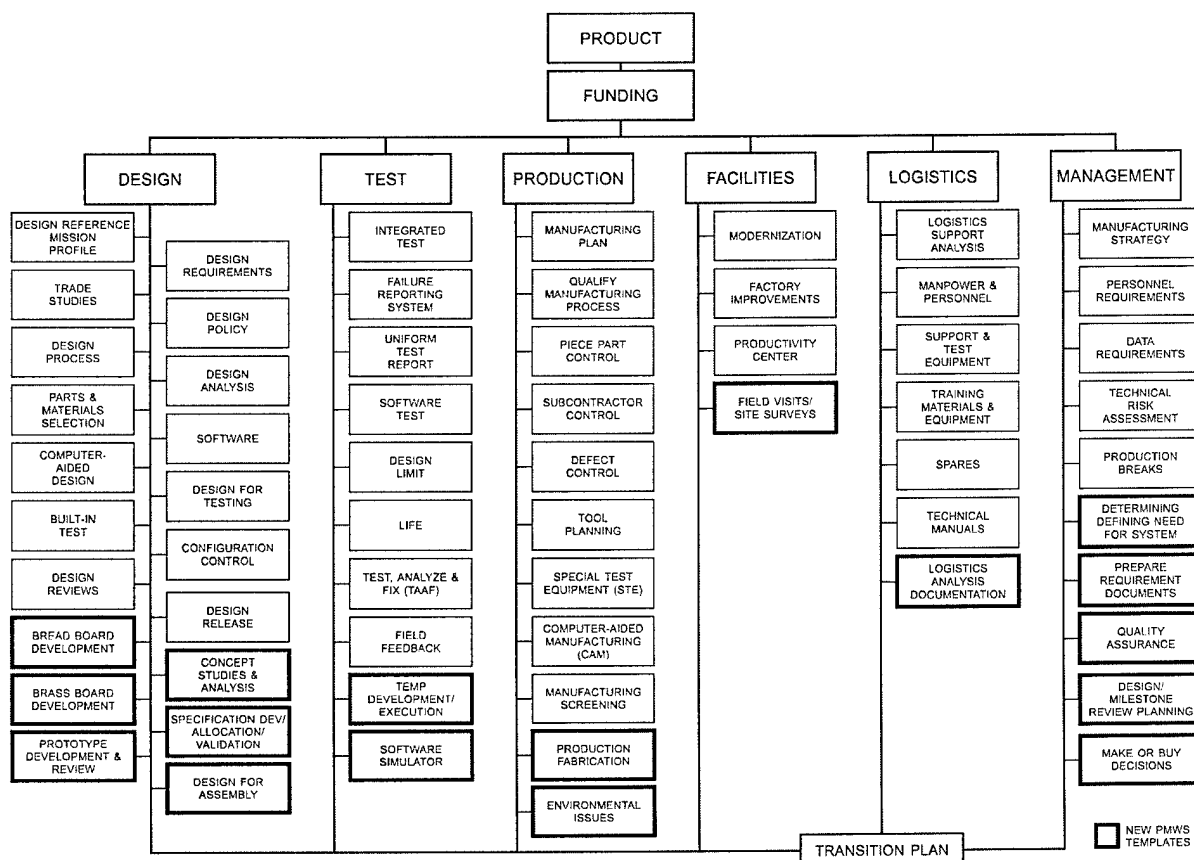 PRODUCT
FUNDING
DESIGN
DESIGN REFERENCE
MISSION
PROFILE
TRADE
STUDIES
DESIGN
PROCESS
PARTS &
MATERIALS
SELECTION
COMPUTER-
AIDED
DESIGN
BUILT-IN
TEST
DESIGN
REVIEWS
BREAD BOARD
DEVELOPMENT
BRASS BOARD
DEVELOPMENT
PROTOTYPE
DEVELOPMENT &
REVIEW
DESIGN
REQUIREMENTS
DESIGN
POLICY
DESIGN
ANALYSIS
SOFTWARE
DESIGN FOR
TESTING
CONFIGURATION
CONTROL
DESIGN
RELEASE
CONCEPT
STUDIES &
ANALYSIS
SPECIFICATION DEV/
ALLOCATION/
VALIDATION
DESIGN FOR
ASSEMBLY
TEST
INTEGRATED
TEST
FAILURE
REPORTING
SYSTEM
UNIFORM
TEST
REPORT
SOFTWARE
TEST
DESIGN
LIMIT
LIFE
TEST, ANALYZE &
FIX (TAAF)
FIELD
FEEDBACK
TEMP
DEVELOPMENT/
EXECUTION
SOFTWARE
SIMULATOR
PRODUCTION
MANUFACTURING
PLAN
QUALIFY
MANUFACTURING
PROCESS
PIECE PART
CONTROL
SUBCONTRACTOR
CONTROL
DEFECT
CONTROL
TOOL
PLANNING
SPECIAL TEST
EQUIPMENT (STE)
COMPUTER-AIDED
MANUFACTURING
(CAM)
MANUFACTURING
SCREENING
PRODUCTION
FABRICATION
ENVIRONMENTAL
ISSUES
FACILITIES
MODERNIZATION
FACTORY
IMPROVEMENTS
PRODUCTIVITY
CENTER
FIELD VISITS/
SITE SURVEYS
LOGISTICS
LOGISTICS
SUPPORT
ANALYSIS
MANPOWER &
PERSONNEL
SUPPORT &
TEST
EQUIPMENT
TRAINING
MATERIALS &
EQUIPMENT
SPARES
TECHNICAL
MANUALS
LOGISTICS
ANALYSIS
DOCUMENTATION
MANAGEMENT
MANUFACTURING
STRATEGY
PERSONNEL
REQUIREMENTS
DATA
REQUIREMENTS
TECHNICAL
RISK
ASSESSMENT
PRODUCTION
BREAKS
DETERMINING
DEFINING NEED
FOR SYSTEM
PREPARE
REQUIREMENT
DOCUMENTS
QUALITY
ASSURANCE
DESIGN/
MILESTONE
REVIEW PLANNING
MAKE OR BUY
DECISIONS
TRANSITION PLAN
NEW PMWS
TEMPLATES